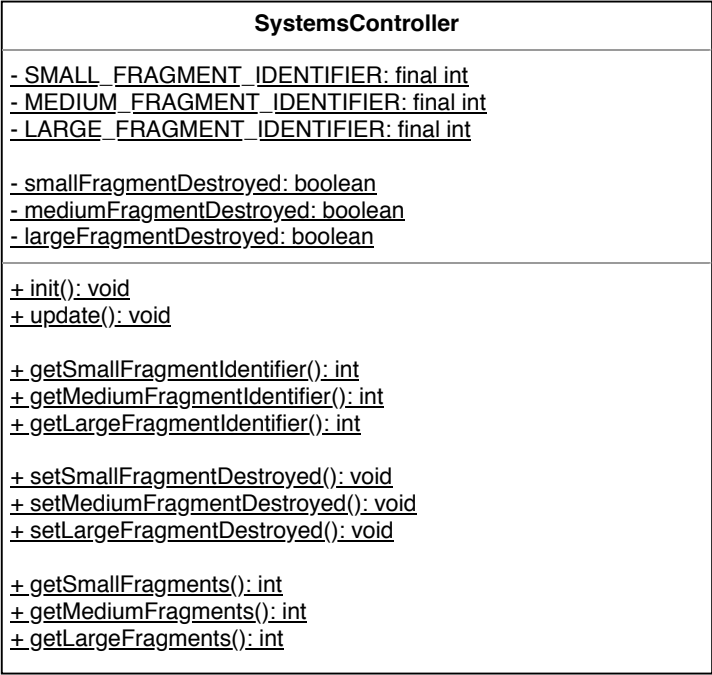 SystemsController
- SMALL_FRAGMENT_IDENTIFIER: final int
- MEDIUM_FRAGMENT_IDENTIFIER: final int
- LARGE_FRAGMENT_IDENTIFIER: final int
- smallFragmentDestroyed: boolean
- mediumFragmentDestroyed: boolean
- largeFragmentDestroyed: boolean
+ init(): void
+ update(): void
+ getSmallFragmentIdentifier(): int
+ getMediumFragmentIdentifier(): int
+ getLargeFragmentIdentifier(): int
+ setSmallFragmentDestroyed(): void
+ setMediumFragmentDestroyed(): void
+ setLargeFragmentDestroyed(): void
+ getSmallFragments(): int
+ getMediumFragments(): int
+ getLargeFragments(): int